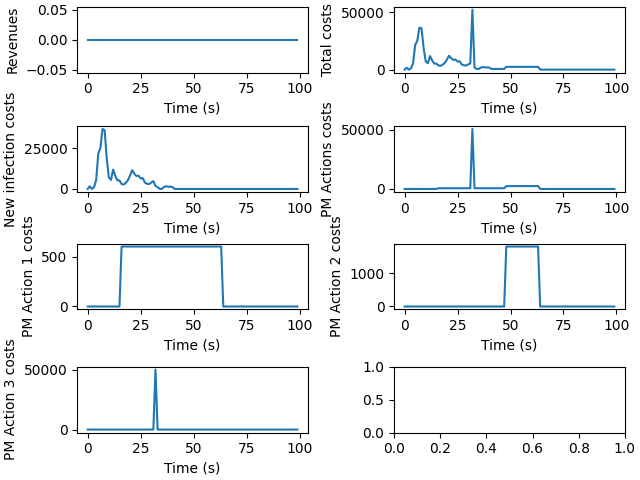 Revenues
0.05
0.00
−0.05
0 25 50 75 100
Time (s)
Total costs
50000
0
0 25 50 75 100
Time (s)
New infection costs
25000
0
0 25 50 75 100
Time (s)
PM Actions costs
50000
0
0 25 50 75 100
Time (s)
PM Action 1 costs
500
0
0 25 50 75 100
Time (s)
PM Action 2 costs
1000
0
0 25 50 75 100
Time (s)
PM Action 3 costs
50000
0
0 25 50 75 100
Time (s)
1.0
0.5
0.0
0.0 0.2 0.4 0.6 0.8 1.0